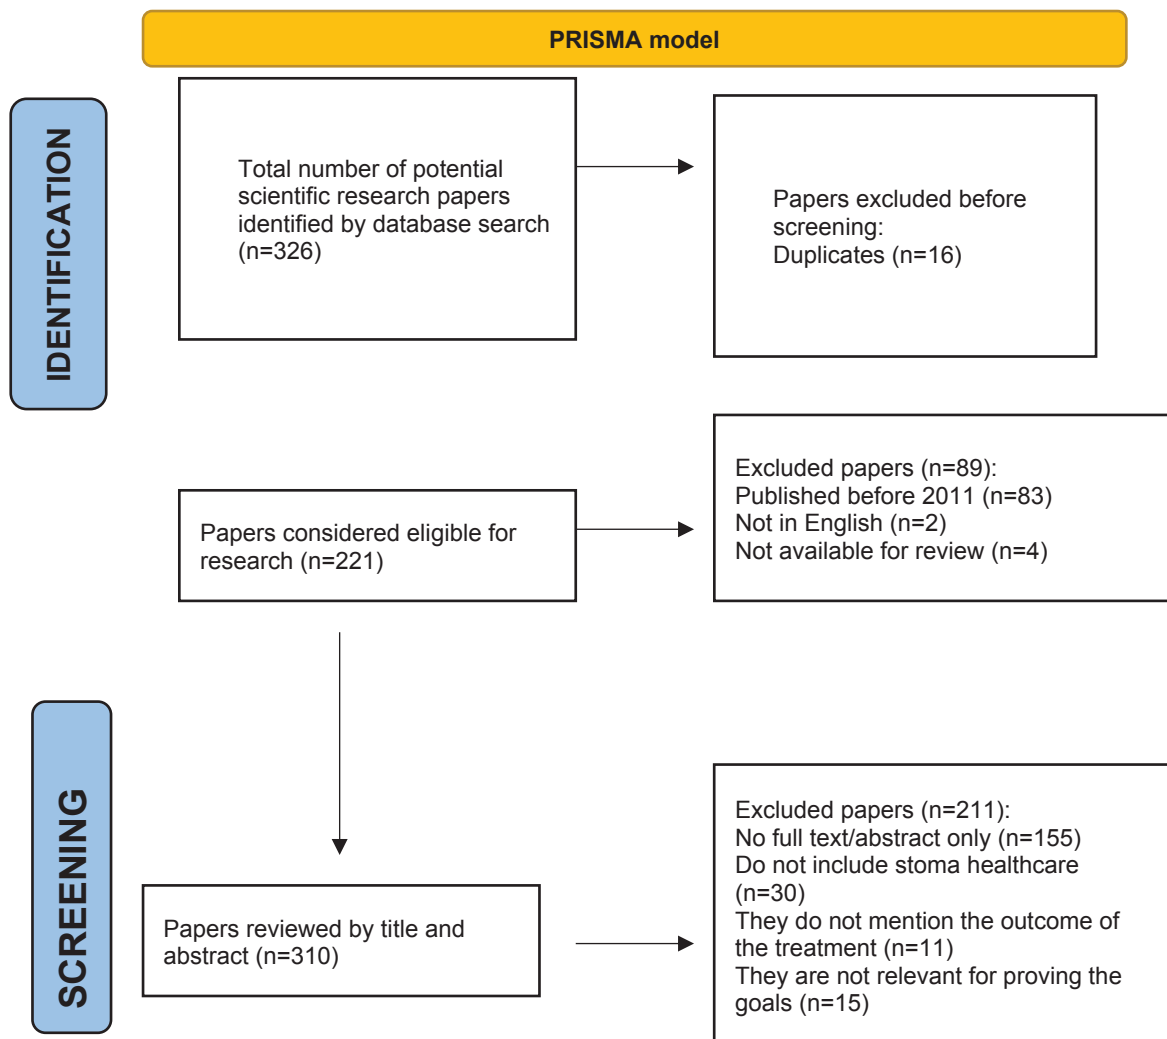 PRISMA model
IDENTIFICATION
Total number of potential
scientific research papers
identified by database search
(n=326)
Papers excluded before
screening:
Duplicates (n=16)
Papers considered eligible for
research (n=221)
Excluded papers (n=89):
Published before 2011 (n=83)
Not in English (n=2)
Not available for review (n=4)
SCREENING
Papers reviewed by title and
abstract (n=310)
Excluded papers (n=211):
No full text/abstract only (n=155)
Do not include stoma healthcare
(n=30)
They do not mention the outcome of
the treatment (n=11)
They are not relevant for proving the
goals (n=15)